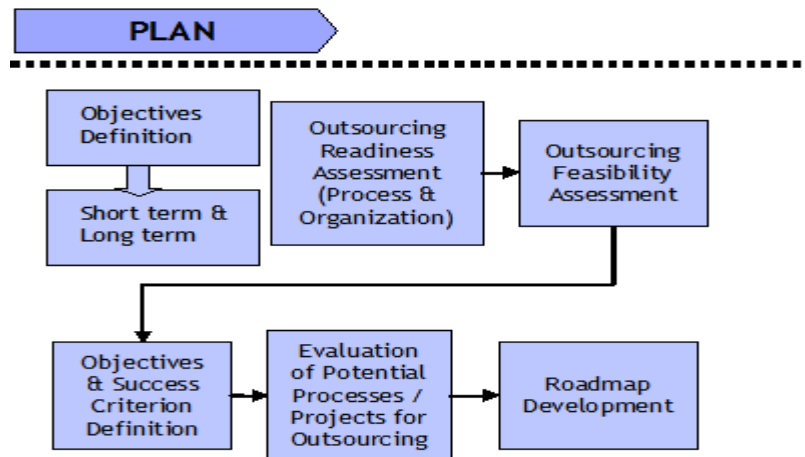 PLAN
Objectives
Definition
Short term &
Long term
Outsourcing
Readiness
Assessment
(Process &
Organization)
Outsourcing
Feasibility
Assessment
Objectives
& Success
Criterion
Definition
Evaluation
of Potential
Processes /
Projects for
Outsourcing
Roadmap
Development